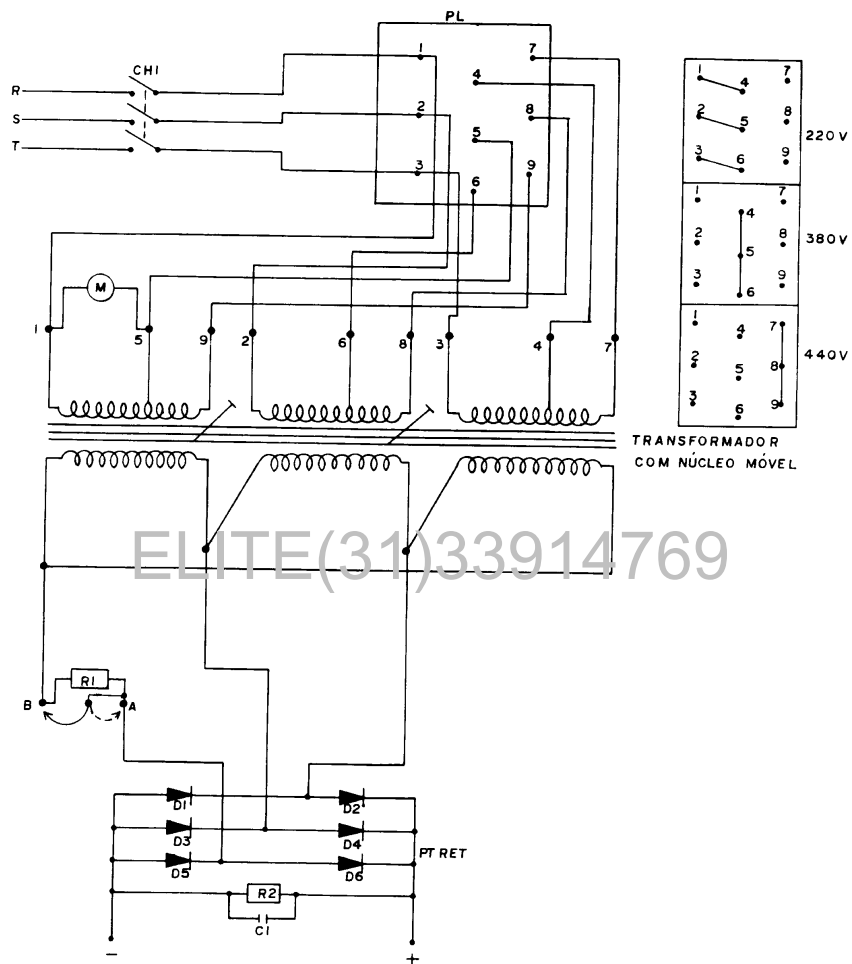 PL
CH1
R
S
T
1
2
3
4
5
6
7
8
9
1 4 7
2 5 8
3 6 9
220V
1 4 7
2 5 8
3 6 9
380V
1 4 7
2 5 8
3 6 9
440V
M
1 5 9 2 6 8 3 4 7
TRANSFORMADOR
COM NÚCLEO MÓVEL
ELITE(31)33914769
R1
B A
D1 D2
D3 D4
D5 D6
PT RET
R2
C1
- +